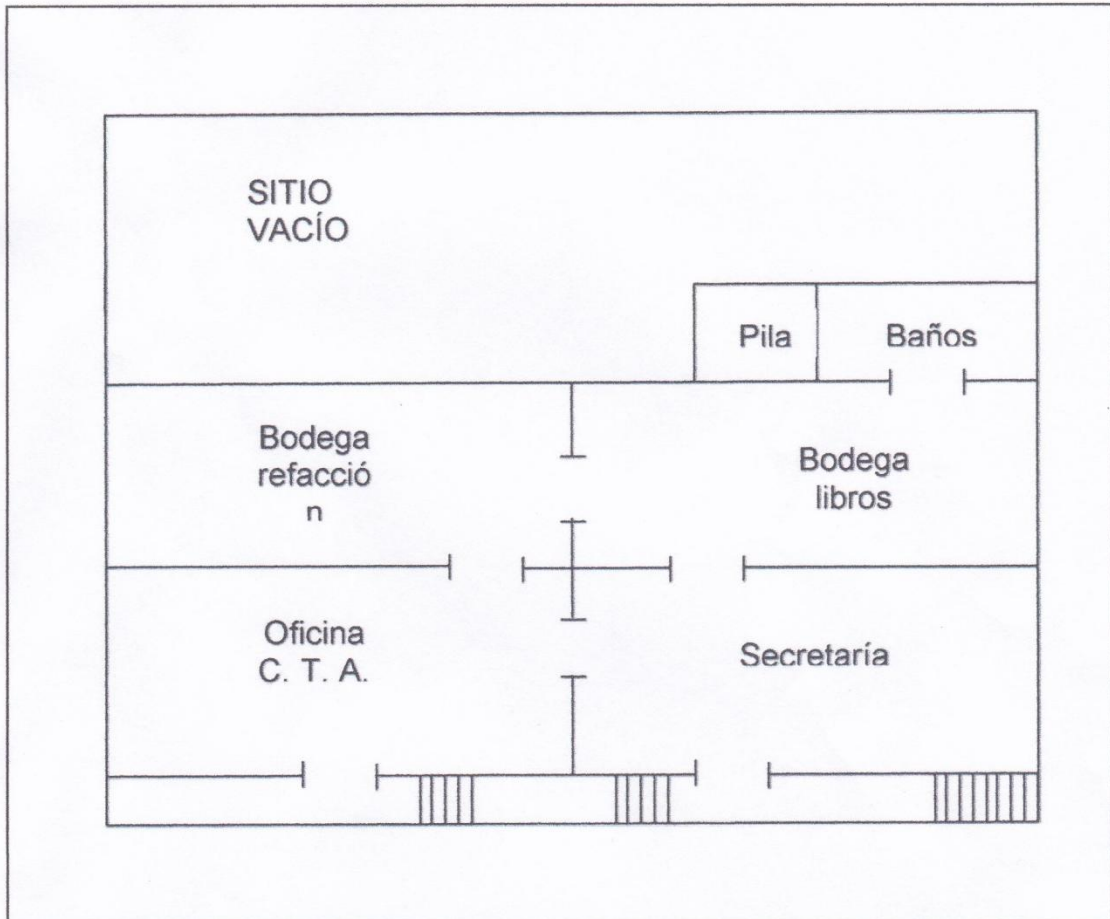 SITIO
VACÍO
Pila
Baños
Bodega
refacció
n
Bodega
libros
Oficina
C. T. A.
Secretaría